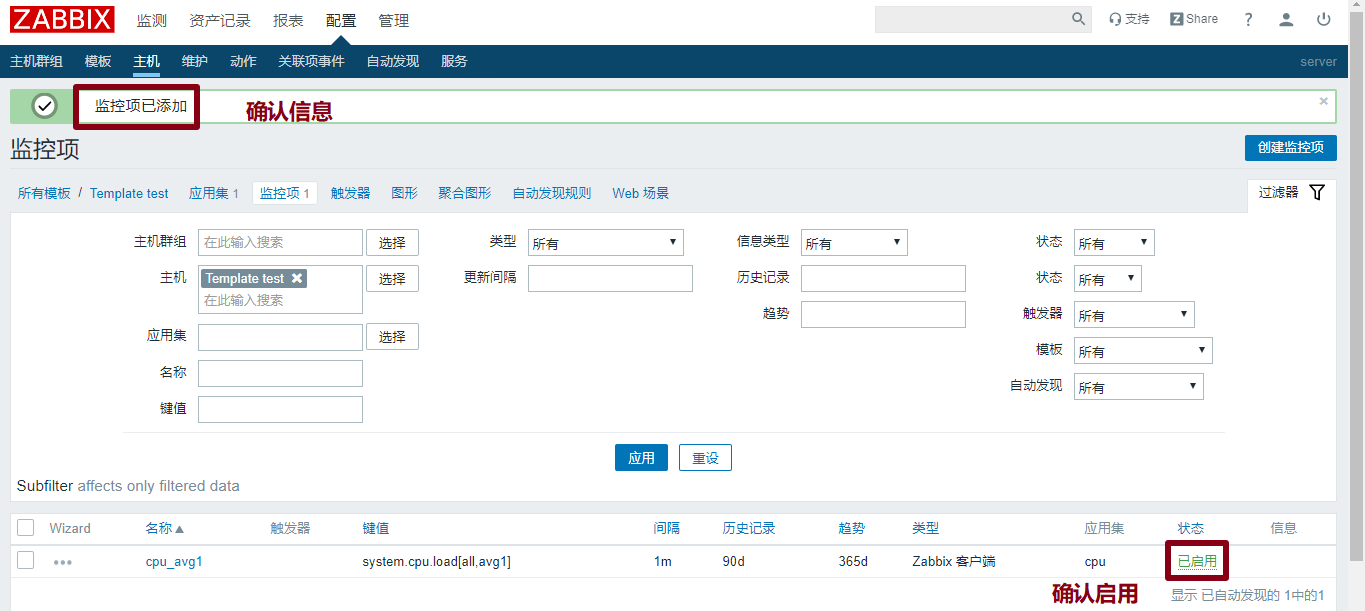 ZABBIX 监测 资产记录 报表 配置 管理 支持 Z Share ?
主机群组 模板 主机 维护 动作 关联项事件 自动发现 服务 server
监控项已添加 确认信息 ×
监控项 创建监控项
所有模板 / Template test 应用集 1 监控项 1 触发器 图形 聚合图形 自动发现规则 Web 场景 过滤器
主机群组 在此输入搜索 选择 类型 所有 信息类型 所有 状态 所有
主机 Template test × 选择 更新间隔 历史记录 状态 所有
在此输入搜索
趋势 触发器 所有
应用集 选择 模板 所有
名称 自动发现 所有
键值
应用 重设
Subfilter affects only filtered data
Wizard 名称▲ 触发器 键值 间隔 历史记录 趋势 类型 应用集 状态 信息
••• cpu_avg1 system.cpu.load[all,avg1] 1m 90d 365d Zabbix 客户端 cpu 已启用
确认启用 显示 已自动发现的 1中的1